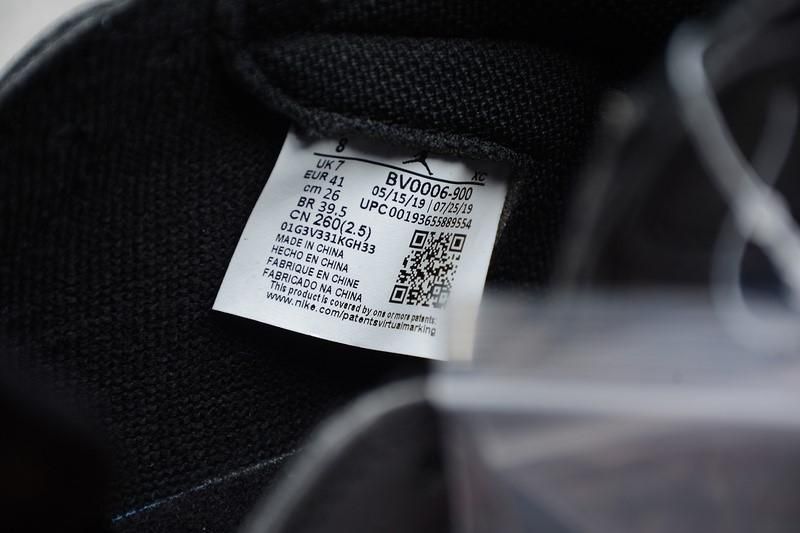 8
XC
UK 7
EUR 41
cm 26
BR 39.5
CN 260(2.5)
01G3V331KGH33
BV0006-900
05/15/19 | 07/25/19
UPC 00193655889554
MADE IN CHINA
HECHO EN CHINA
FABRIQUE EN CHINE
FABRICADO NA CHINA
This product is covered by one or more patents:
www.nike.com/patentsvirtualmarking